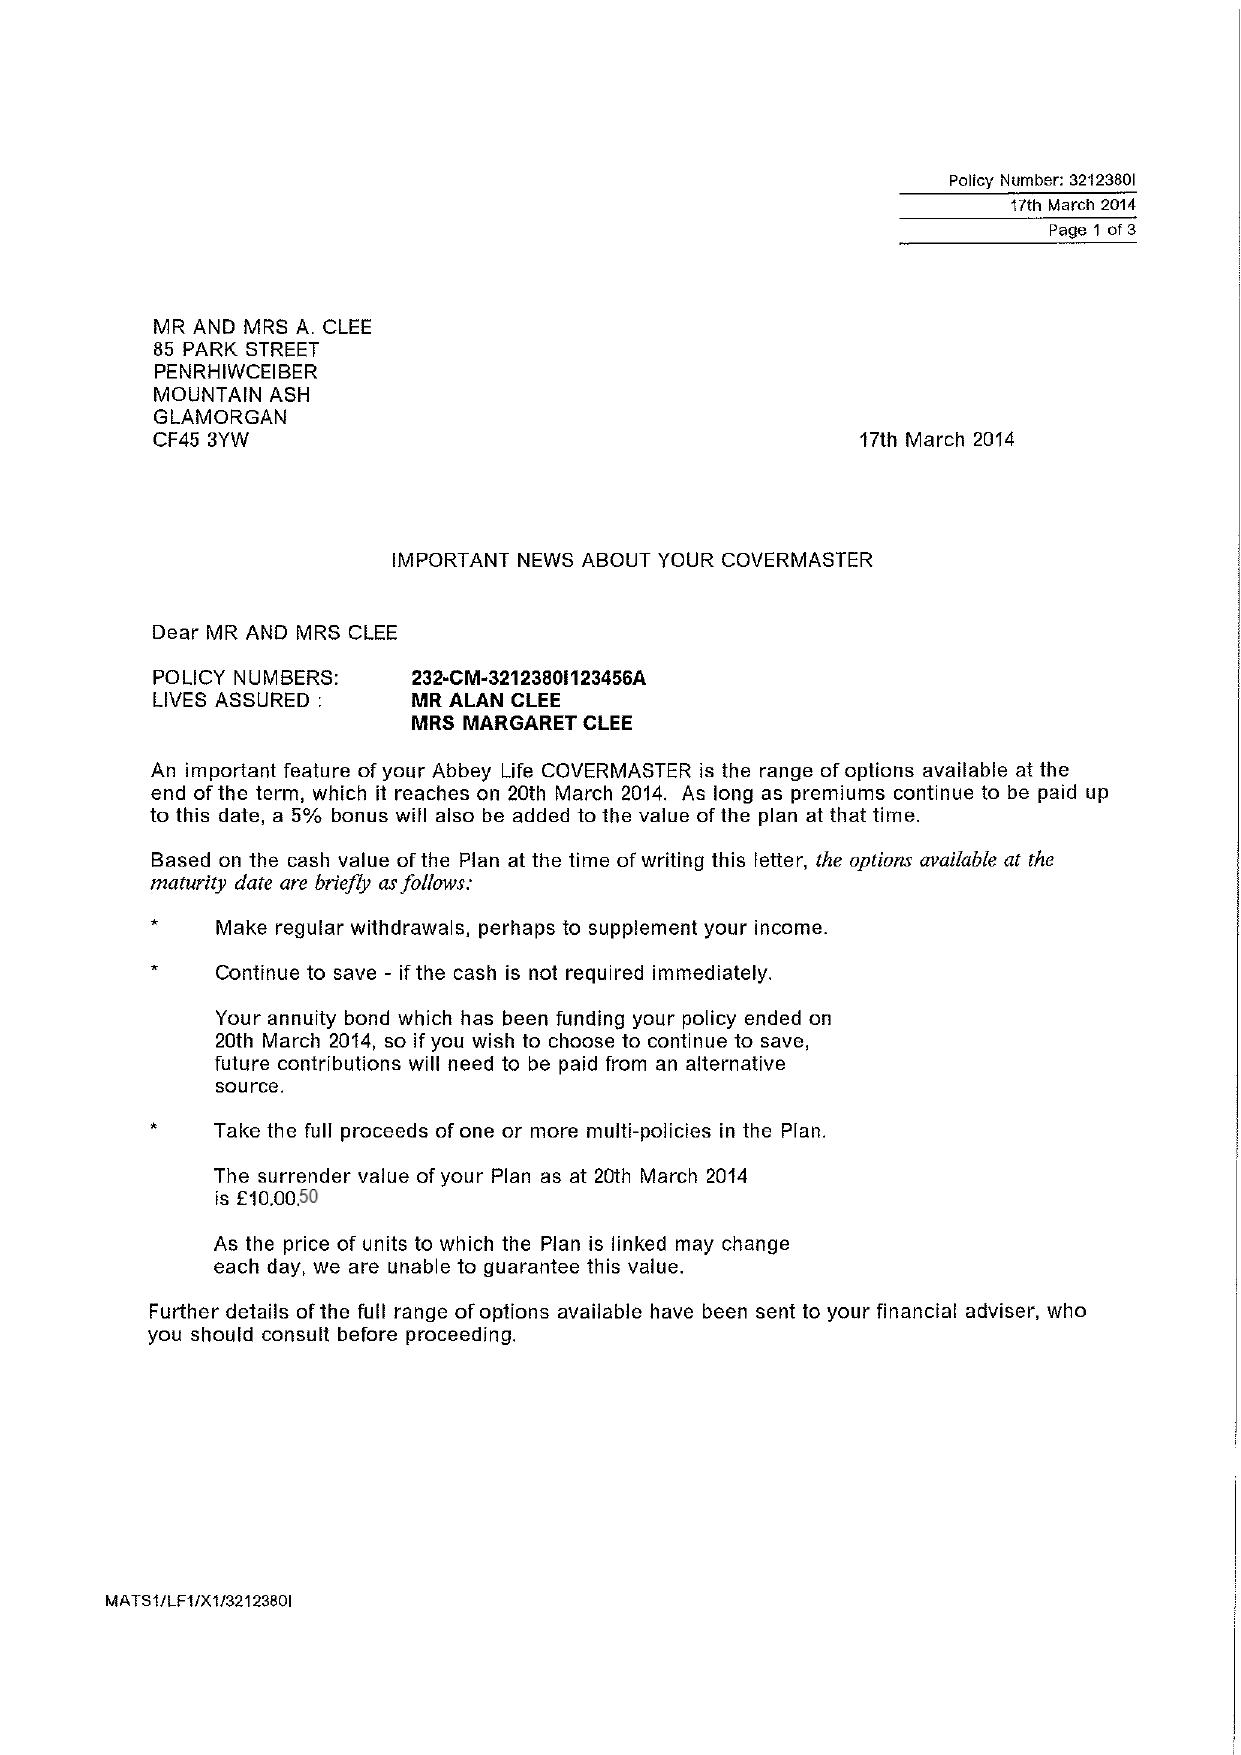 Policy Number: 3212380I
17th March 2014
Page 1 of 3
MR AND MRS A. CLEE
85 PARK STREET
PENRHIWCEIBER
MOUNTAIN ASH
GLAMORGAN
CF45 3YW
17th March 2014
IMPORTANT NEWS ABOUT YOUR COVERMASTER
Dear MR AND MRS CLEE
POLICY NUMBERS: 232-CM-3212380I123456A
LIVES ASSURED : MR ALAN CLEE
MRS MARGARET CLEE
An important feature of your Abbey Life COVERMASTER is the range of options available at the
end of the term, which it reaches on 20th March 2014. As long as premiums continue to be paid up
to this date, a 5% bonus will also be added to the value of the plan at that time.
Based on the cash value of the Plan at the time of writing this letter, the options available at the
maturity date are briefly as follows:
* Make regular withdrawals, perhaps to supplement your income.
* Continue to save - if the cash is not required immediately.
Your annuity bond which has been funding your policy ended on
20th March 2014, so if you wish to choose to continue to save,
future contributions will need to be paid from an alternative
source.
* Take the full proceeds of one or more multi-policies in the Plan.
The surrender value of your Plan as at 20th March 2014
is £10.00.50
As the price of units to which the Plan is linked may change
each day, we are unable to guarantee this value.
Further details of the full range of options available have been sent to your financial adviser, who
you should consult before proceeding.
MATS1/LF1/X1/3212380I